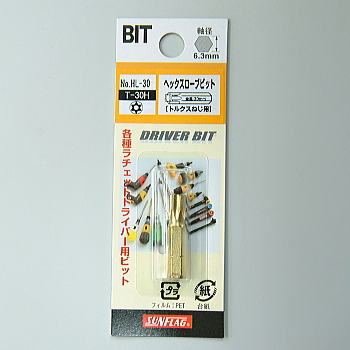 BIT
軸径
6.3mm
No.HL-30
T-30H
ヘックスローブビット
[トルクスねじ用]
DRIVER BIT
各種ラチェット&ドライバー用ビット
プラ
フィルム:PET
紙
台紙
SUNFLAG®